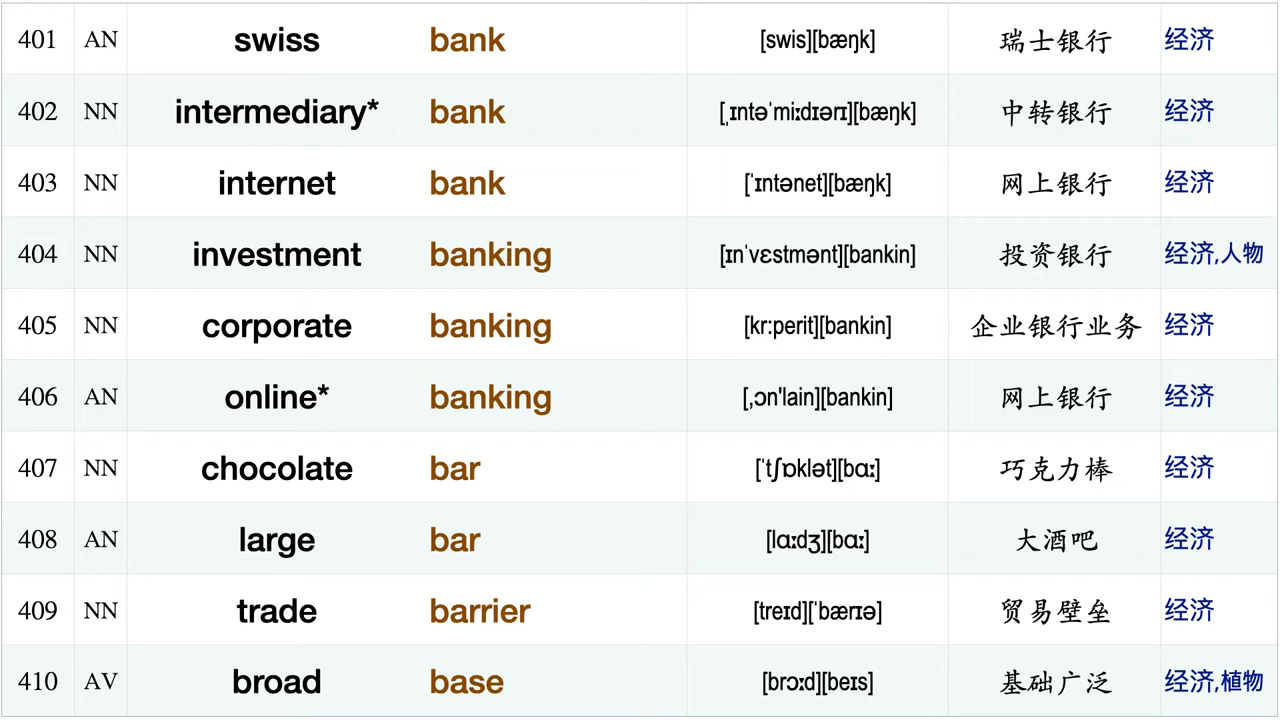 401 AN swiss bank [swis][bæŋk] 瑞士银行 经济
402 NN intermediary* bank [ˌɪntəˈmiːdɪərɪ][bæŋk] 中转银行 经济
403 NN internet bank [ˈɪntənet][bæŋk] 网上银行 经济
404 NN investment banking [ɪnˈvɛstmənt][bankin] 投资银行 经济,人物
405 NN corporate banking [kr:perit][bankin] 企业银行业务 经济
406 AN online* banking [,ɔn'lain][bankin] 网上银行 经济
407 NN chocolate bar [ˈtʃɒklət][bɑː] 巧克力棒 经济
408 AN large bar [lɑːdʒ][bɑː] 大酒吧 经济
409 NN trade barrier [treɪd][ˈbærɪə] 贸易壁垒 经济
410 AV broad base [brɔːd][beɪs] 基础广泛 经济,植物